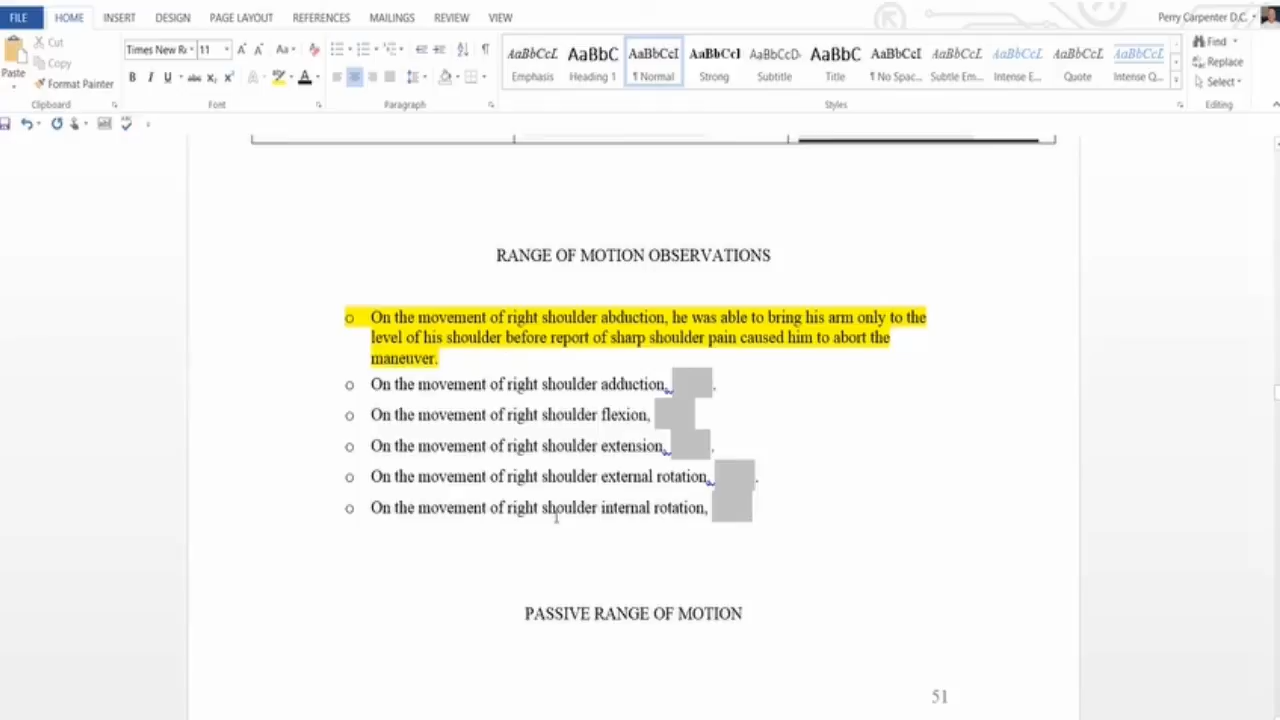 FILE HOME INSERT DESIGN PAGE LAYOUT REFERENCES MAILINGS REVIEW VIEW Perry Carpenter D.C.
Cut
Copy
Format Painter
Paste
Clipboard
Times New Ro 11
Font
Paragraph
AaBbCcL AaBbC AaBbCcI AaBbCcI AaBbCcD AaBbC AaBbCcI AaBbCcL AaBbCcL AaBbCcL AaBbCcL
Emphasis Heading 1 ¶ Normal Strong Subtitle Title ¶ No Spac... Subtle Em... Intense E... Quote Intense Q...
Styles
Find
Replace
Select
Editing
RANGE OF MOTION OBSERVATIONS
o On the movement of right shoulder abduction, he was able to bring his arm only to the
level of his shoulder before report of sharp shoulder pain caused him to abort the
maneuver.
o On the movement of right shoulder adduction, .
o On the movement of right shoulder flexion,
o On the movement of right shoulder extension, .
o On the movement of right shoulder external rotation, .
o On the movement of right shoulder internal rotation,
PASSIVE RANGE OF MOTION
51